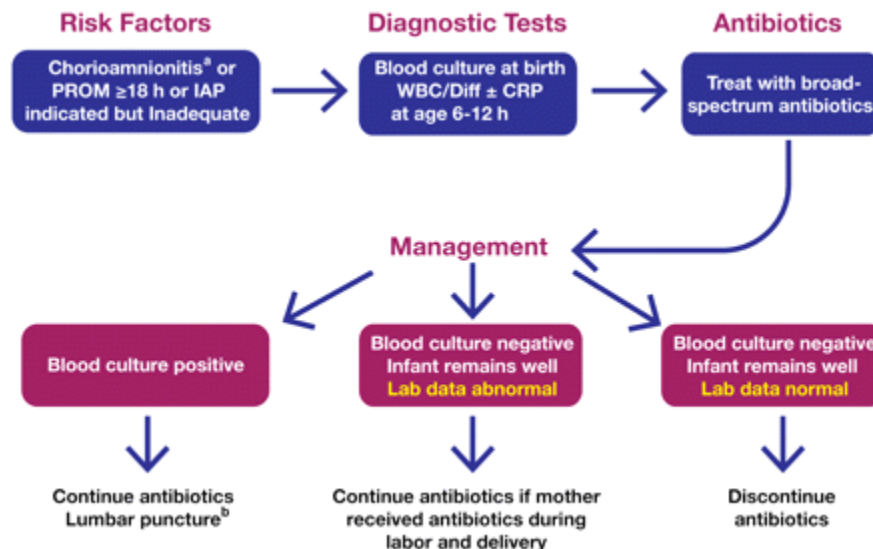 Risk Factors
Diagnostic Tests
Antibiotics
Chorioamnionitisᵃ or
PROM ≥18 h or IAP
indicated but Inadequate
Blood culture at birth
WBC/Diff ± CRP
at age 6-12 h
Treat with broad-
spectrum antibiotics
Management
Blood culture positive
Blood culture negative
Infant remains well
Lab data abnormal
Blood culture negative
Infant remains well
Lab data normal
Continue antibiotics
Lumbar punctureᵇ
Continue antibiotics if mother
received antibiotics during
labor and delivery
Discontinue
antibiotics